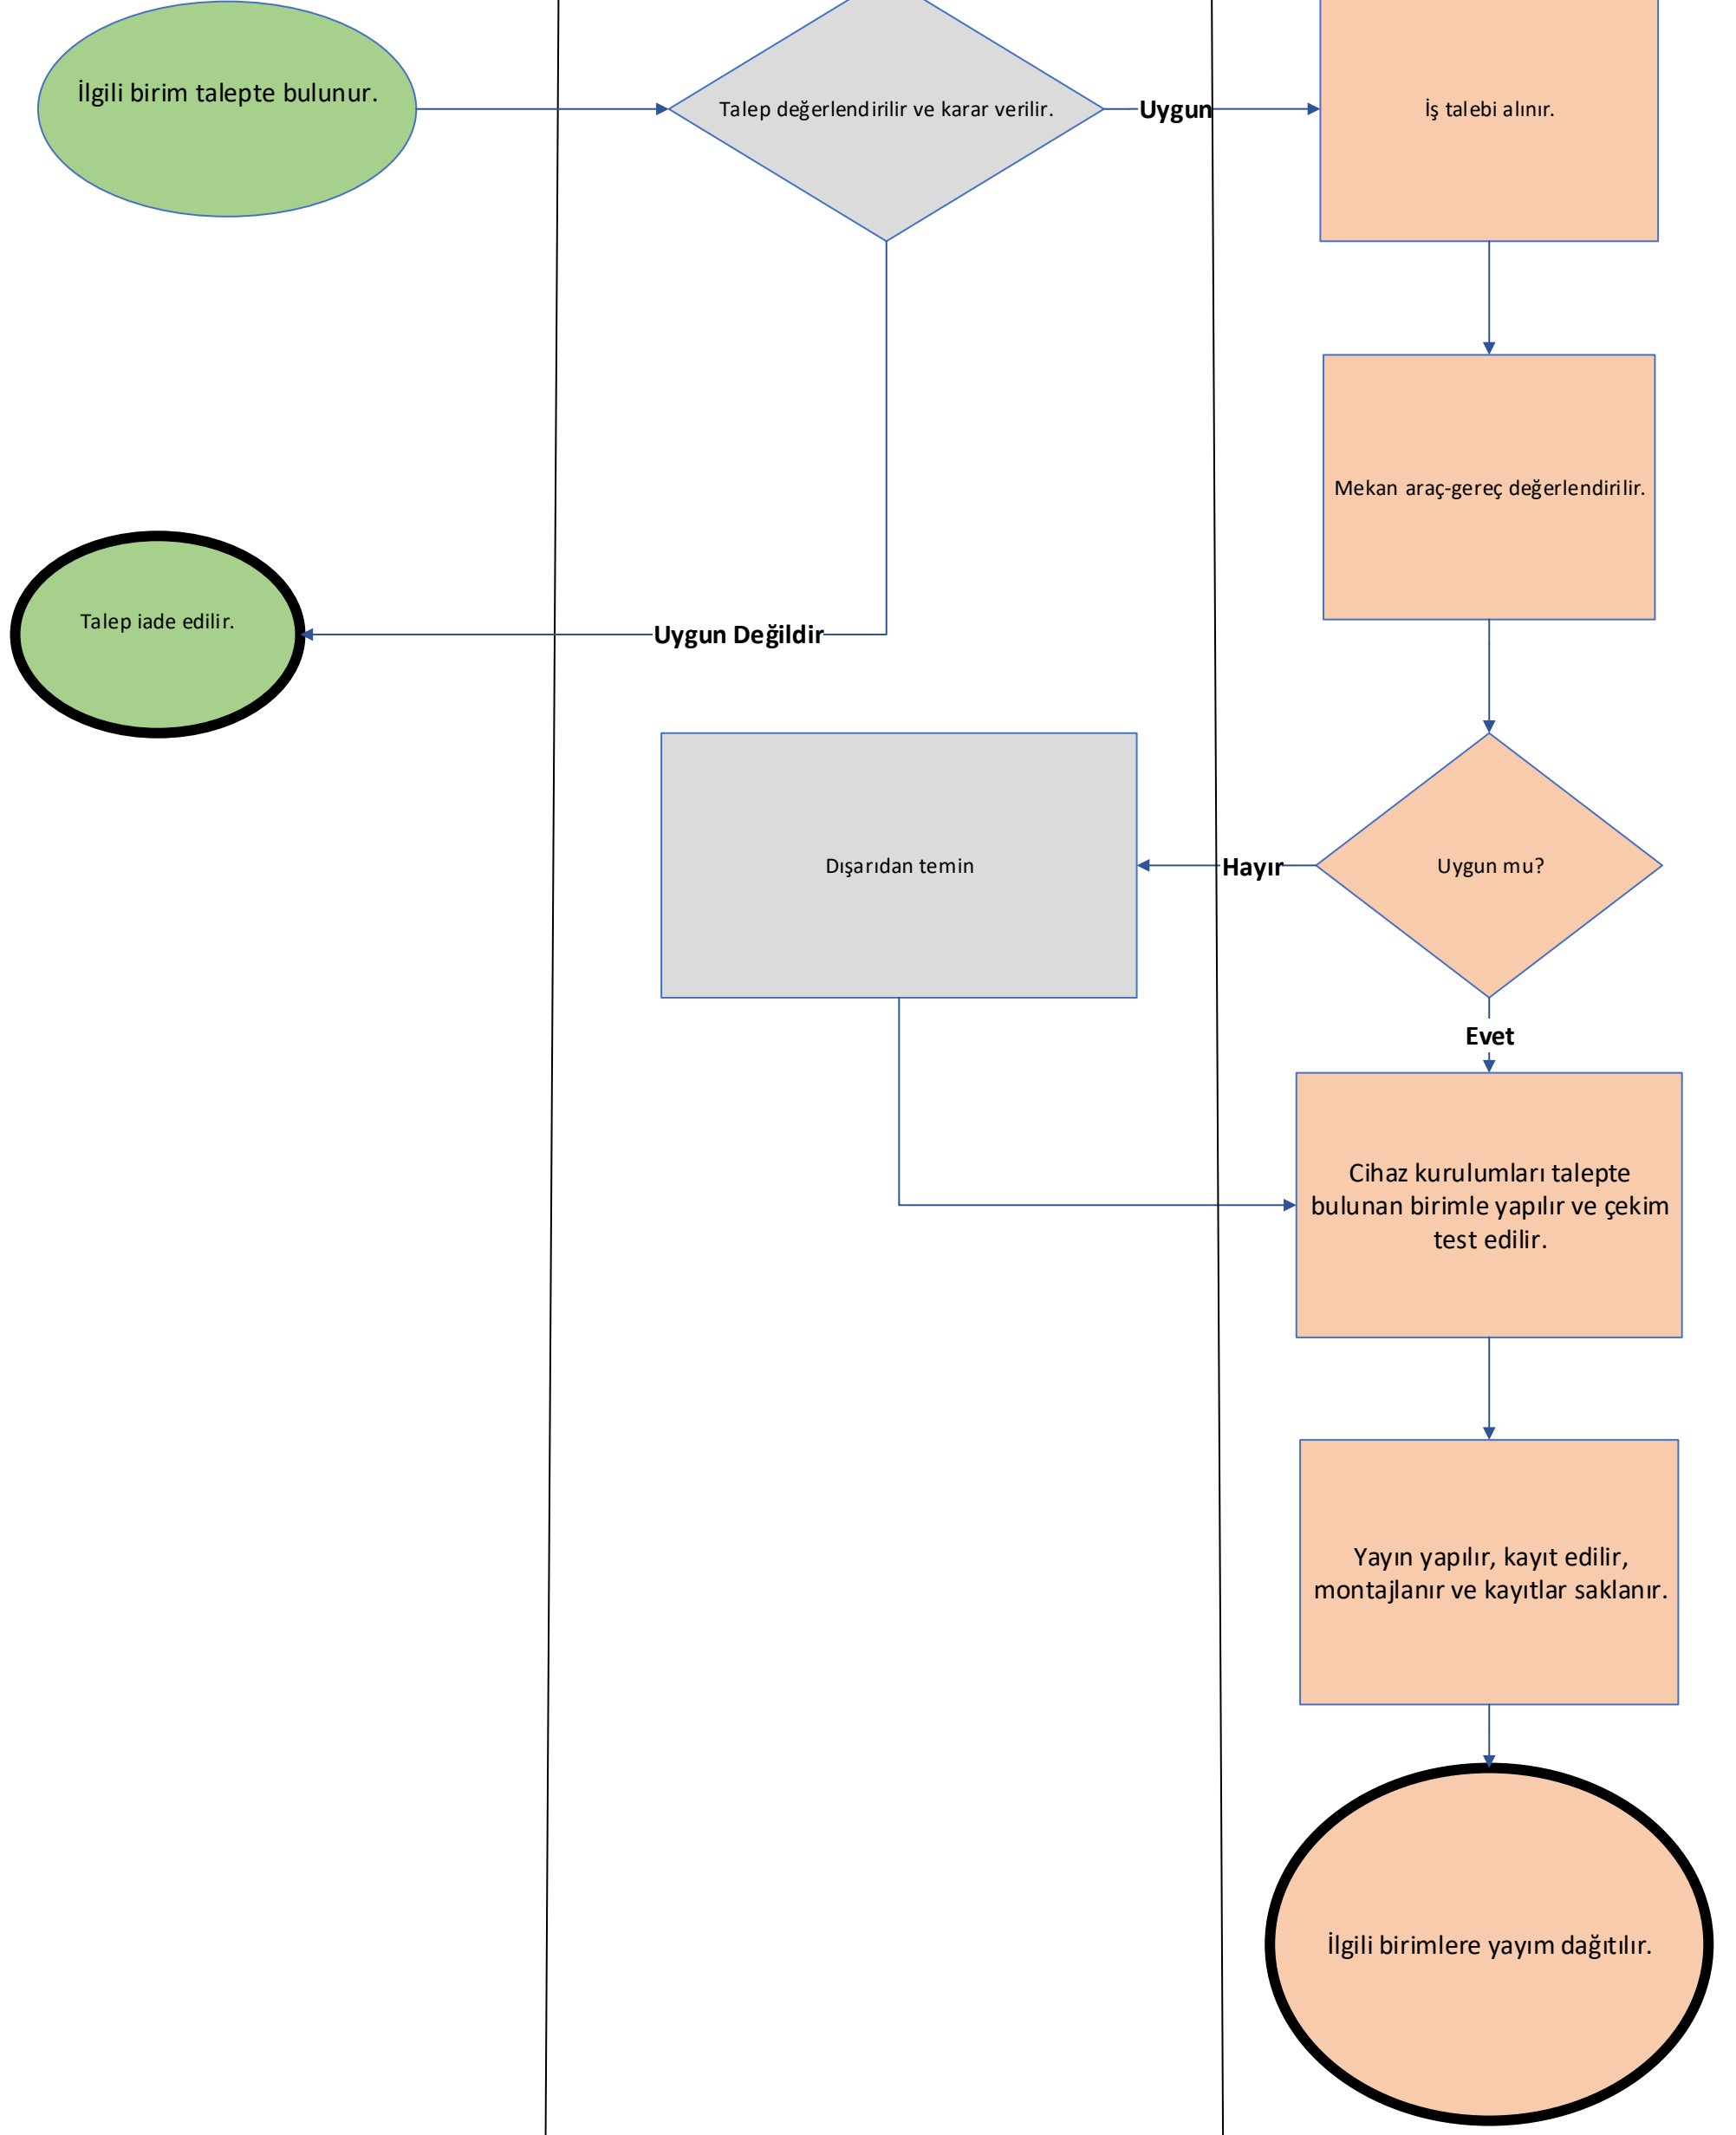 İlgili birim talepte bulunur.
Talep değerlendirilir ve karar verilir.
Uygun
İş talebi alınır.
Mekan araç-gereç değerlendirilir.
Talep iade edilir.
Uygun Değildir
Dışarıdan temin
Hayır
Uygun mu?
Evet
Cihaz kurulumları talepte
bulunan birimle yapılır ve çekim
test edilir.
Yayın yapılır, kayıt edilir,
montajlanır ve kayıtlar saklanır.
İlgili birimlere yayım dağıtılır.